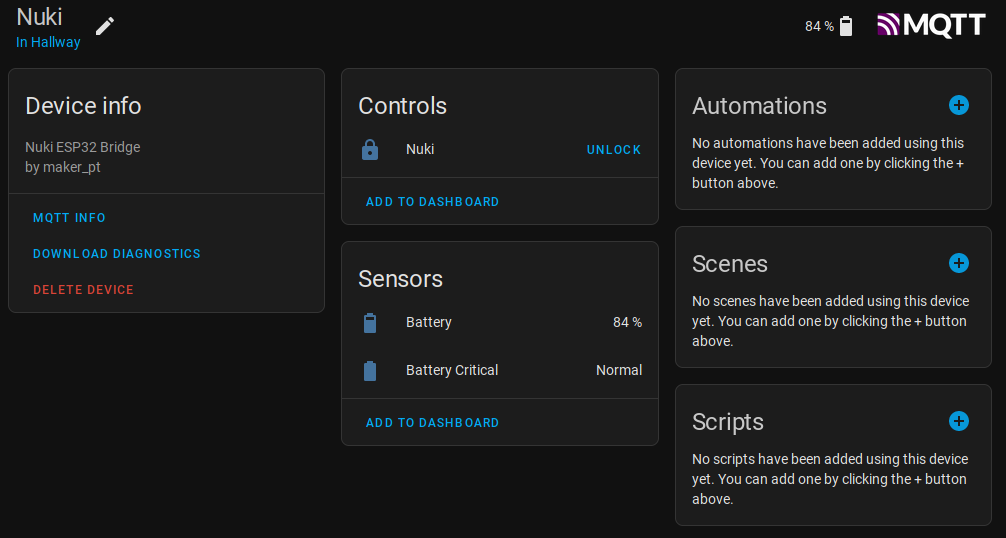 Nuki
In Hallway
84 %
MQTT
Device info
Nuki ESP32 Bridge
by maker_pt
MQTT INFO
DOWNLOAD DIAGNOSTICS
DELETE DEVICE
Controls
Nuki UNLOCK
ADD TO DASHBOARD
Sensors
Battery 84 %
Battery Critical Normal
ADD TO DASHBOARD
Automations
No automations have been added using this
device yet. You can add one by clicking the +
button above.
Scenes
No scenes have been added using this device
yet. You can add one by clicking the + button
above.
Scripts
No scripts have been added using this device
yet. You can add one by clicking the + button
above.